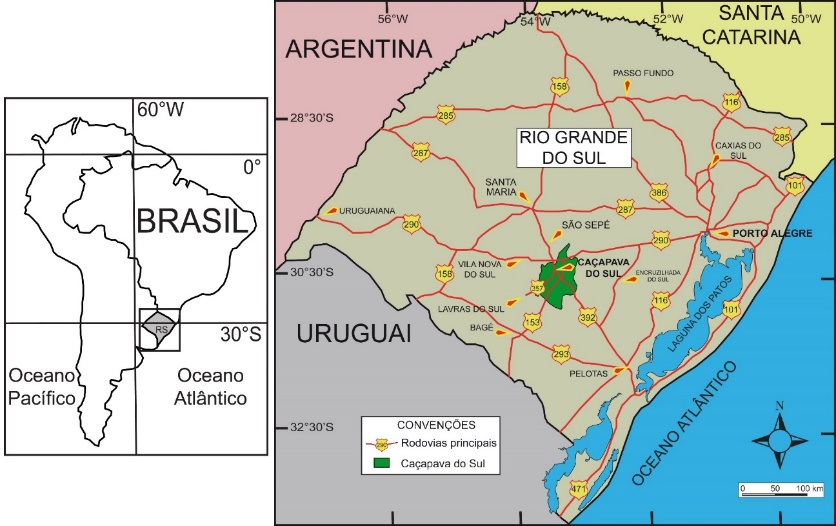 60°W
0°
BRASIL
RS
30°S
Oceano
Pacífico
Oceano
Atlântico
56°W
54°W
52°W
50°W
28°30'S
30°30'S
32°30'S
ARGENTINA
SANTA
CATARINA
URUGUAI
RIO GRANDE
DO SUL
PASSO FUNDO
158
116
285
285
287
CAXIAS DO
SUL
SANTA
MARIA
386
101
URUGUAIANA
287
290
SÃO SEPÉ
290
PORTO ALEGRE
VILA NOVA
DO SUL
CAÇAPAVA
DO SUL
158
ENCRUZILHADA
DO SUL
357
LAVRAS DO SUL
116
101
LAGUNA DOS PATOS
BAGÉ
153
392
293
PELOTAS
OCEANO ATLÂNTICO
471
CONVENÇÕES
290
Rodovias principais
Caçapava do Sul
N
0 50 100 km